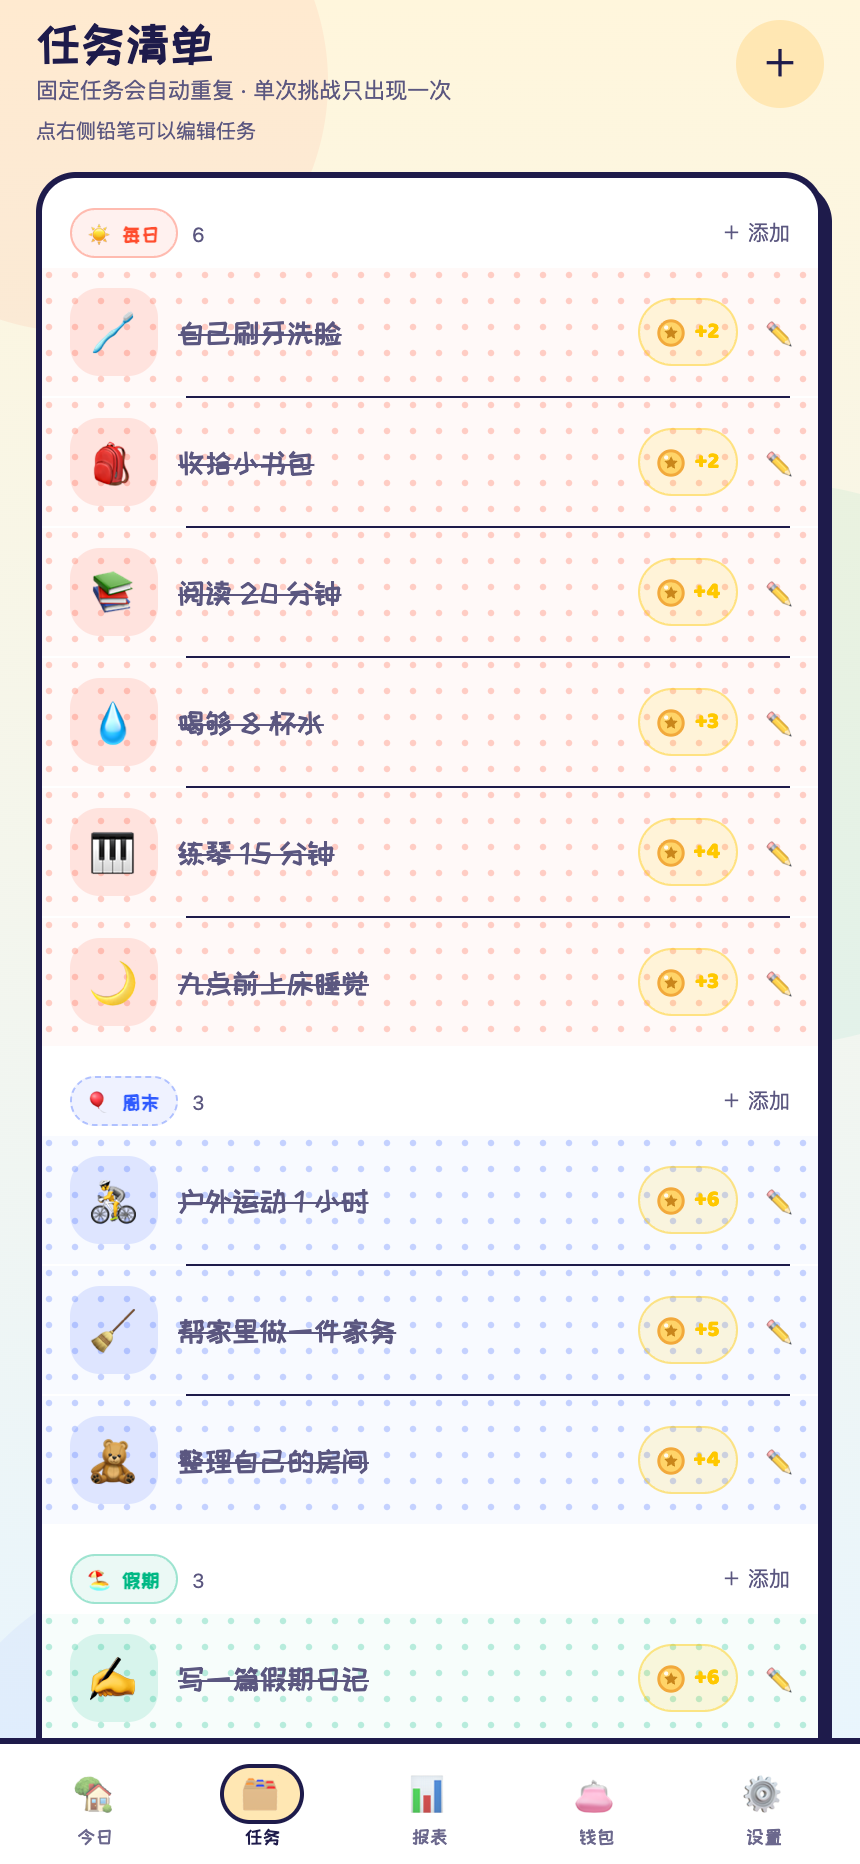 任务清单
固定任务会自动重复 · 单次挑战只出现一次
点右侧铅笔可以编辑任务
每日 6 + 添加
自己刷牙洗脸 +2
收拾小书包 +2
阅读 20 分钟 +4
喝够 8 杯水 +3
练琴 15 分钟 +4
九点前上床睡觉 +3
周末 3 + 添加
户外运动 1 小时 +6
帮家里做一件家务 +5
整理自己的房间 +4
假期 3 + 添加
写一篇假期日记 +6
今日 任务 报表 钱包 设置